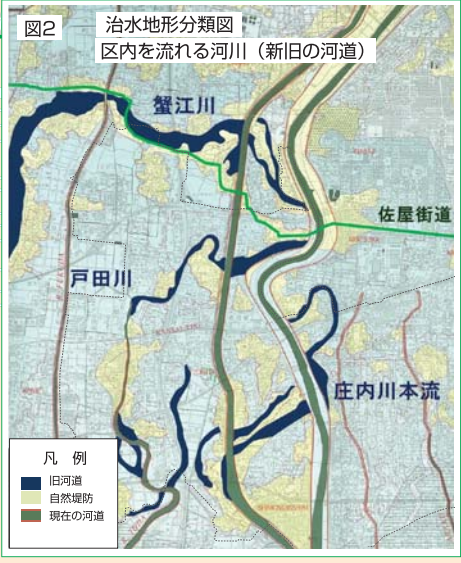 図2
治水地形分類図
区内を流れる河川（新旧の河道）
蟹江川
佐屋街道
戸田川
庄内川本流
凡　例
旧河道
自然堤防
現在の河道